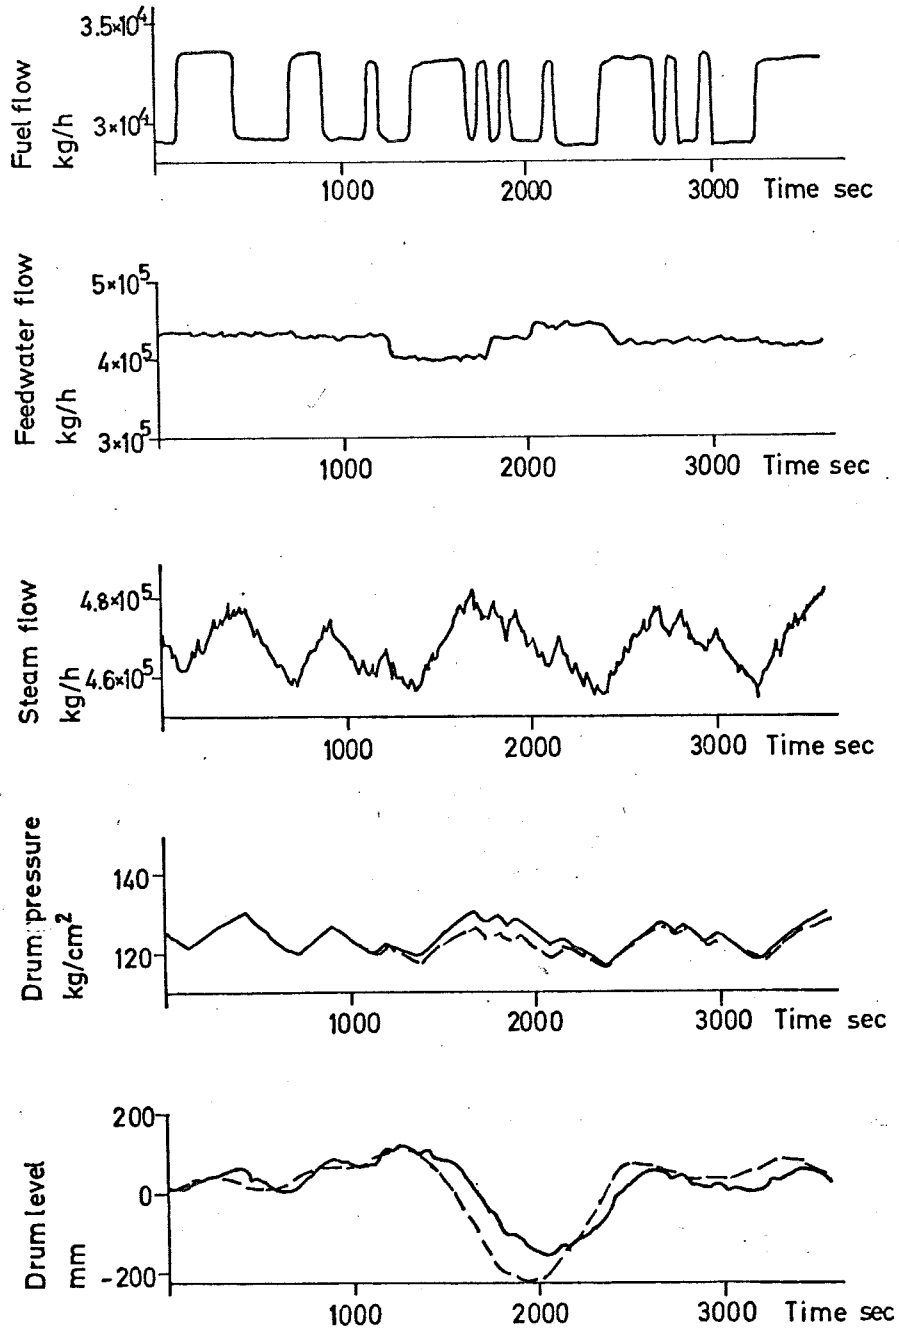 Fuel flow
kg/h
3.5×10⁴
3×10⁴
1000 2000 3000 Time sec
Feedwater flow
kg/h
5×10⁵
4×10⁵
3×10⁵
1000 2000 3000 Time sec
Steam flow
kg/h
4.8×10⁵
4.6×10⁵
1000 2000 3000 Time sec
Drum pressure
kg/cm²
140
120
1000 2000 3000 Time sec
Drum level
mm
200
0
-200
1000 2000 3000 Time sec